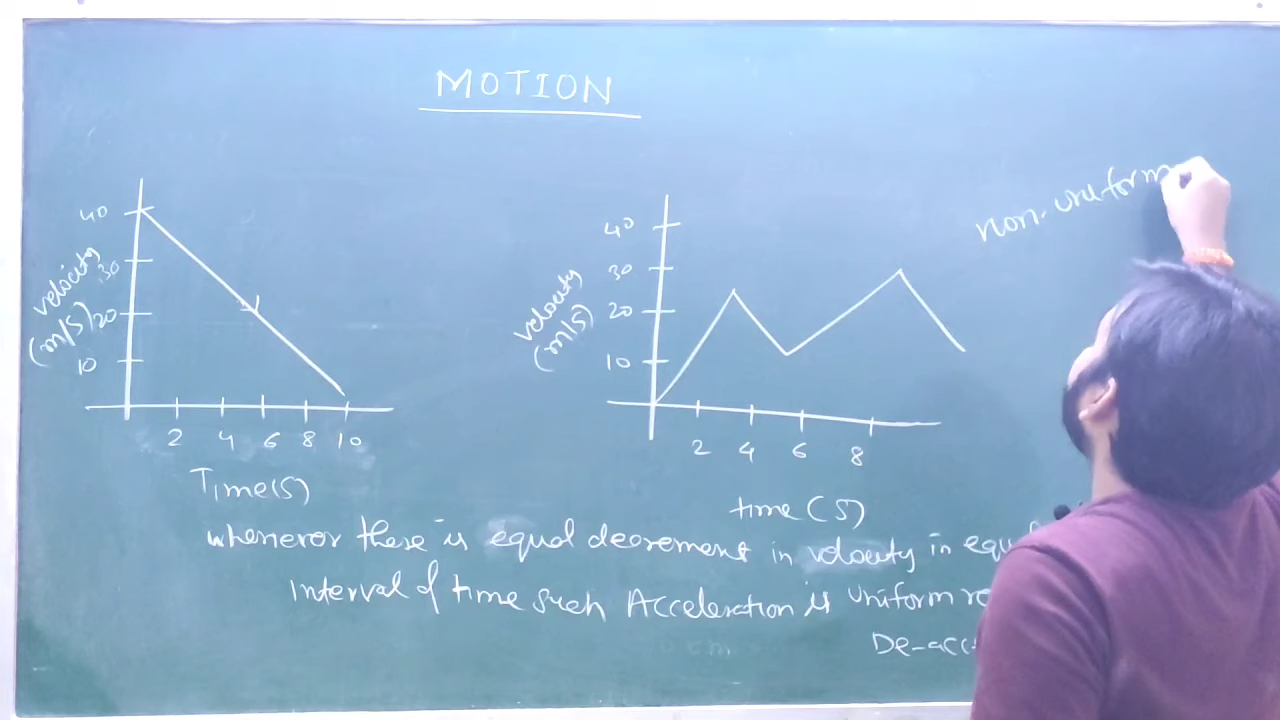 MOTION
40
30
20
10
velocity
(m/s)
2 4 6 8 10
Time(s)
40
30
20
10
velocity
(m/s)
2 4 6 8
time (s)
non-uniform
whenever there is equal decrement in velocity in equ
Interval of time such Acceleration is uniform re
De-acc